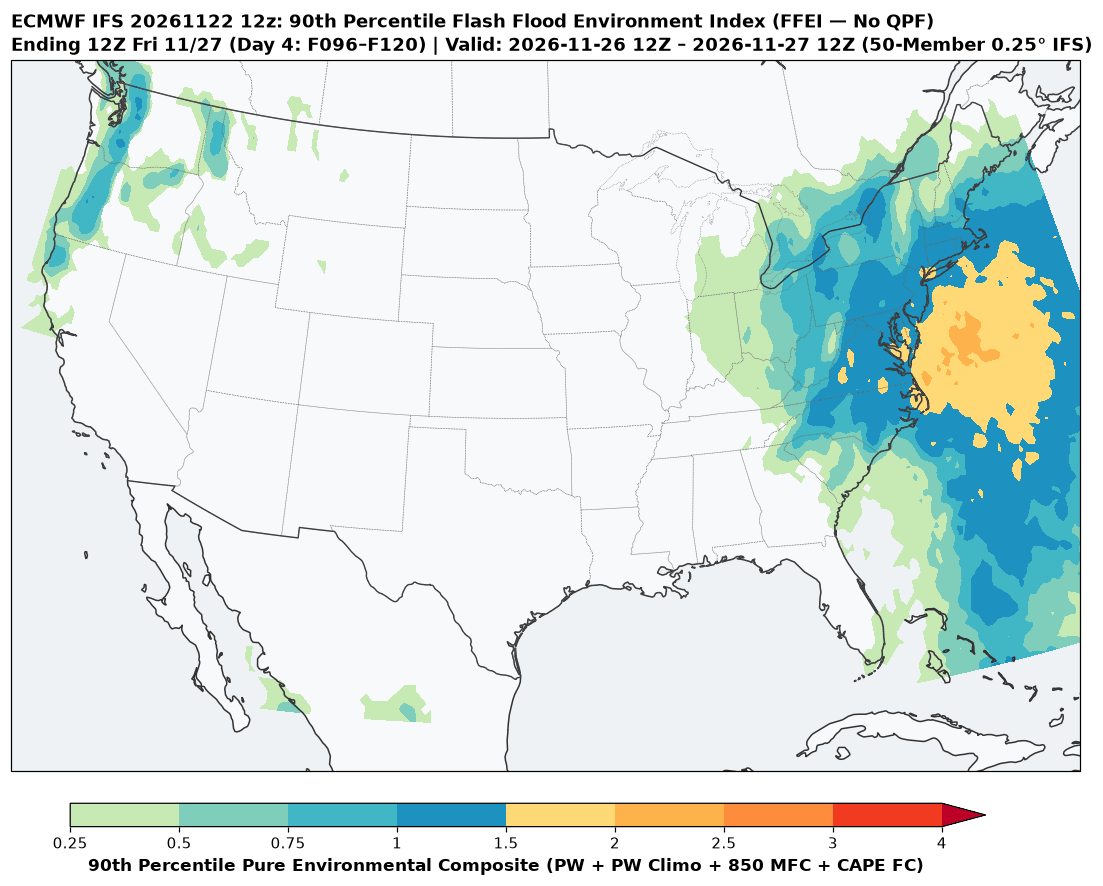 ECMWF IFS 20261122 12z: 90th Percentile Flash Flood Environment Index (FFEI — No QPF)
Ending 12Z Fri 11/27 (Day 4: F096–F120) | Valid: 2026-11-26 12Z – 2026-11-27 12Z (50-Member 0.25° IFS)
0.25 0.5 0.75 1 1.5 2 2.5 3 4
90th Percentile Pure Environmental Composite (PW + PW Climo + 850 MFC + CAPE FC)